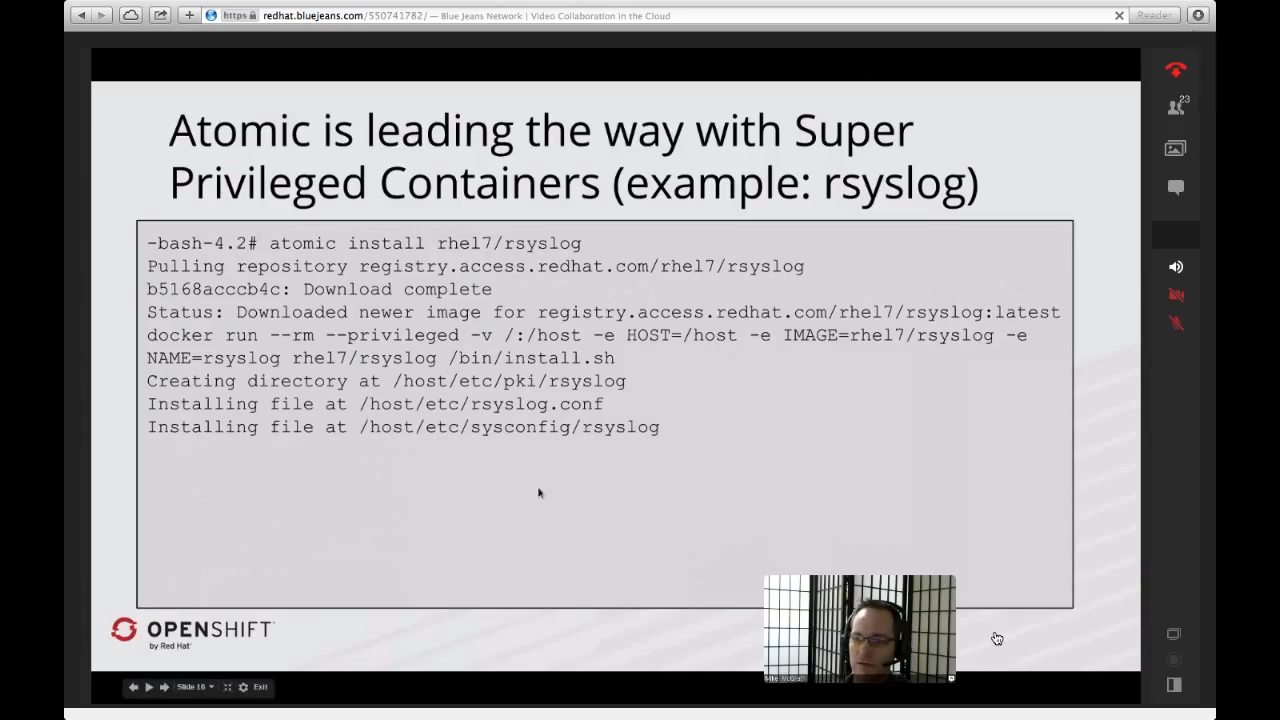 https redhat.bluejeans.com/550741782/ — Blue Jeans Network | Video Collaboration in the Cloud
Reader
23
Atomic is leading the way with Super
Privileged Containers (example: rsyslog)
-bash-4.2# atomic install rhel7/rsyslog
Pulling repository registry.access.redhat.com/rhel7/rsyslog
b5168acccb4c: Download complete
Status: Downloaded newer image for registry.access.redhat.com/rhel7/rsyslog:latest
docker run --rm --privileged -v /:/host -e HOST=/host -e IMAGE=rhel7/rsyslog -e
NAME=rsyslog rhel7/rsyslog /bin/install.sh
Creating directory at /host/etc/pki/rsyslog
Installing file at /host/etc/rsyslog.conf
Installing file at /host/etc/sysconfig/rsyslog
OPENSHIFT
by Red Hat
Mike McGrath
Slide 16
Exit